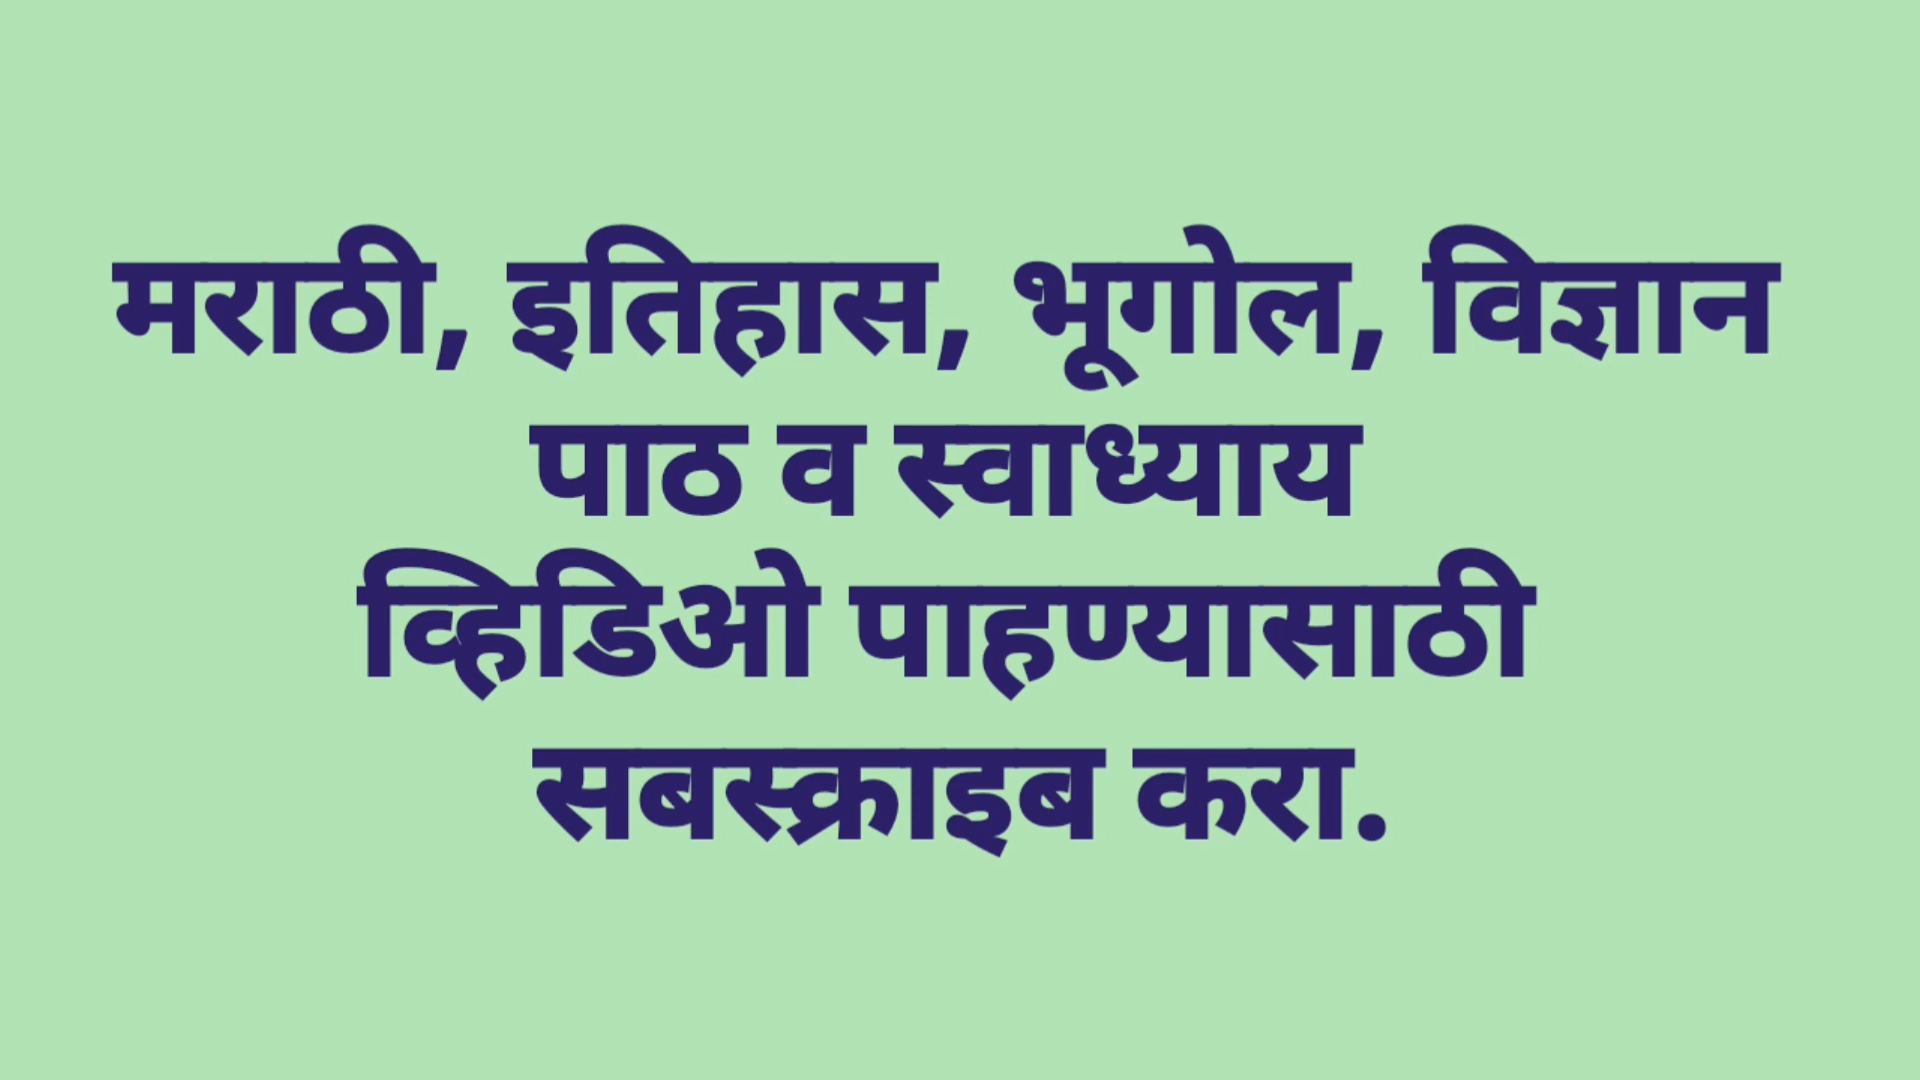 मराठी, इतिहास, भूगोल, विज्ञान
पाठ व स्वाध्याय
व्हिडिओ पाहण्यासाठी
सबस्क्राइब करा.